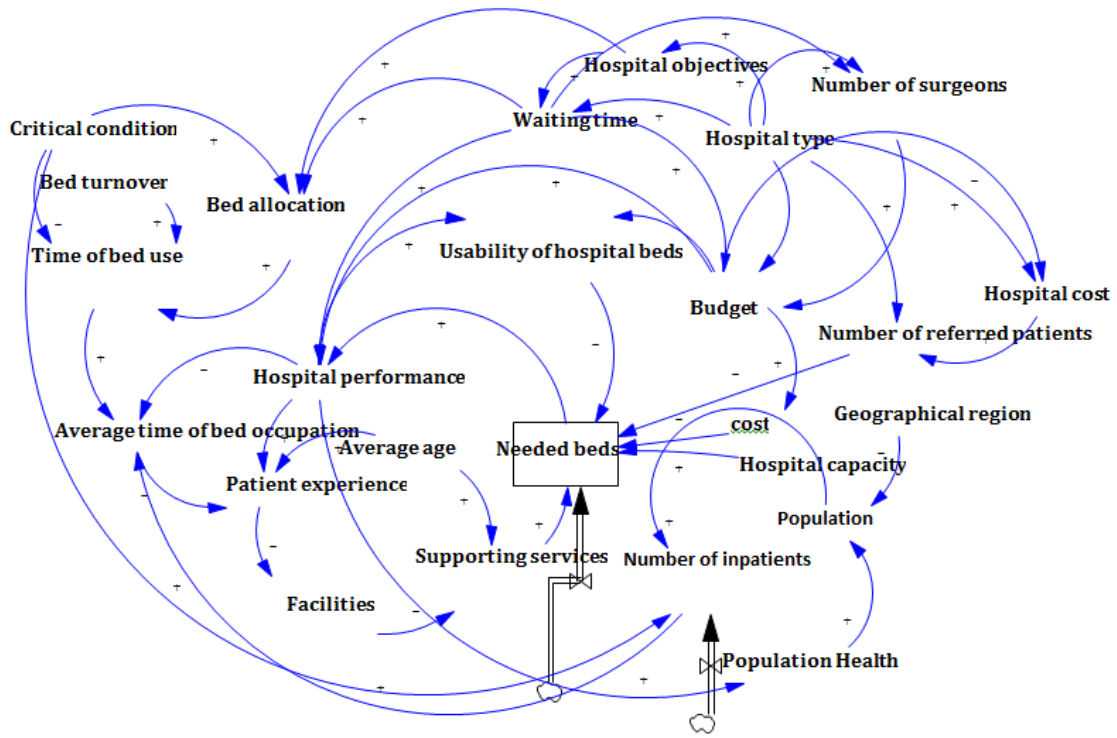 Hospital objectives
Number of surgeons
Critical condition
Waiting time
Hospital type
Bed turnover
Bed allocation
Time of bed use
Usability of hospital beds
Budget
Hospital cost
Number of referred patients
Hospital performance
Geographical region
cost
Average time of bed occupation
Average age
Needed beds
Hospital capacity
Patient experience
Population
Supporting services
Number of inpatients
Facilities
Population Health